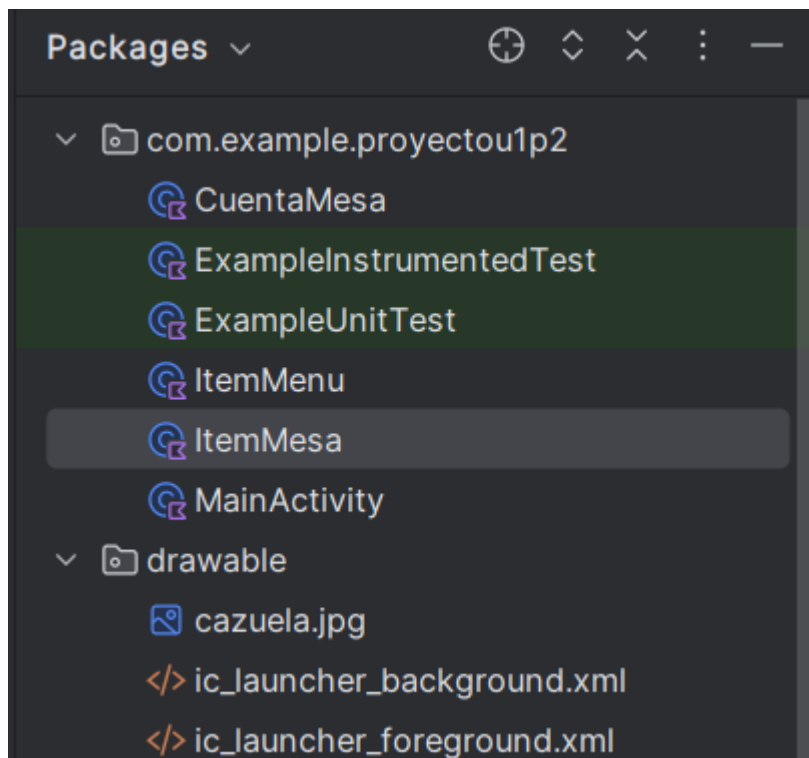 Packages
com.example.proyectou1p2
CuentaMesa
ExampleInstrumentedTest
ExampleUnitTest
ItemMenu
ItemMesa
MainActivity
drawable
cazuela.jpg
ic_launcher_background.xml
ic_launcher_foreground.xml